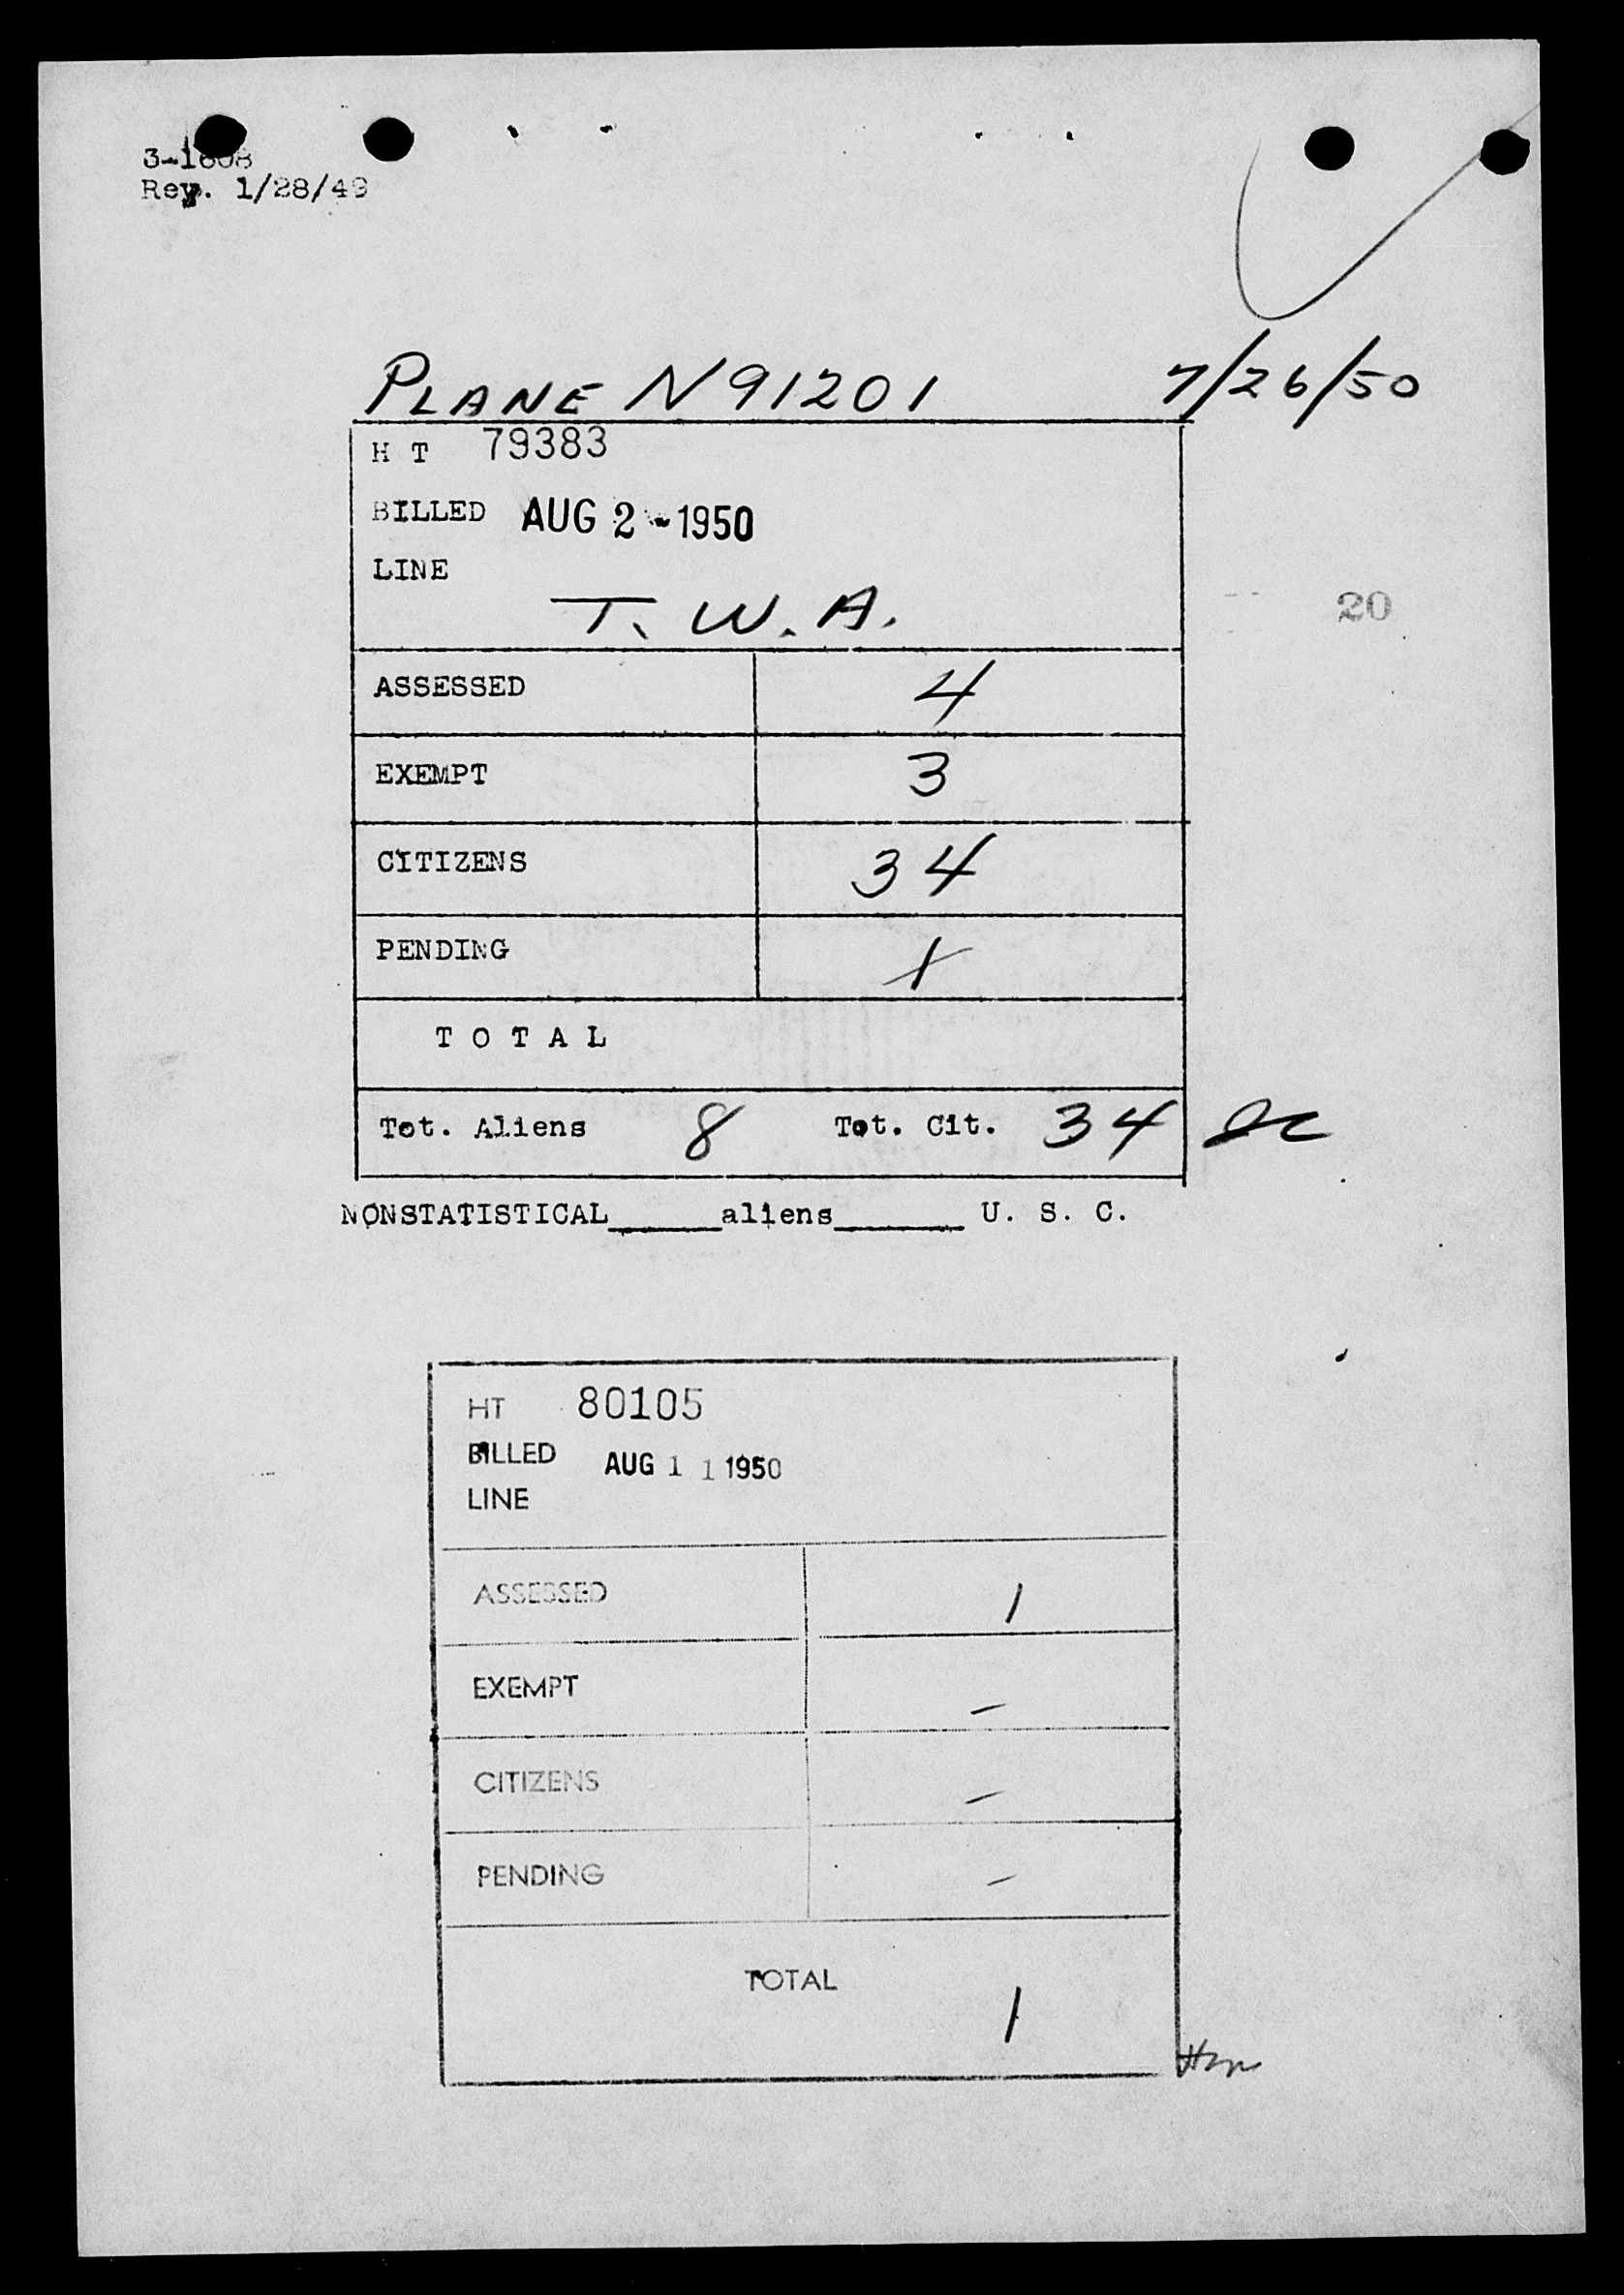 3-1608
Rev. 1/28/49
PLANE N91201 7/26/50
H T 79383
BILLED AUG 2 - 1950
LINE
T. W. A.
20
ASSESSED 4
EXEMPT 3
CITIZENS 34
PENDING X
T O T A L
Tot. Aliens 8 Tot. Cit. 34
NONSTATISTICAL______aliens_______ U. S. C.
HT 80105
BILLED AUG 1 1 1950
LINE
ASSESSED 1
EXEMPT –
CITIZENS –
PENDING –
TOTAL
1